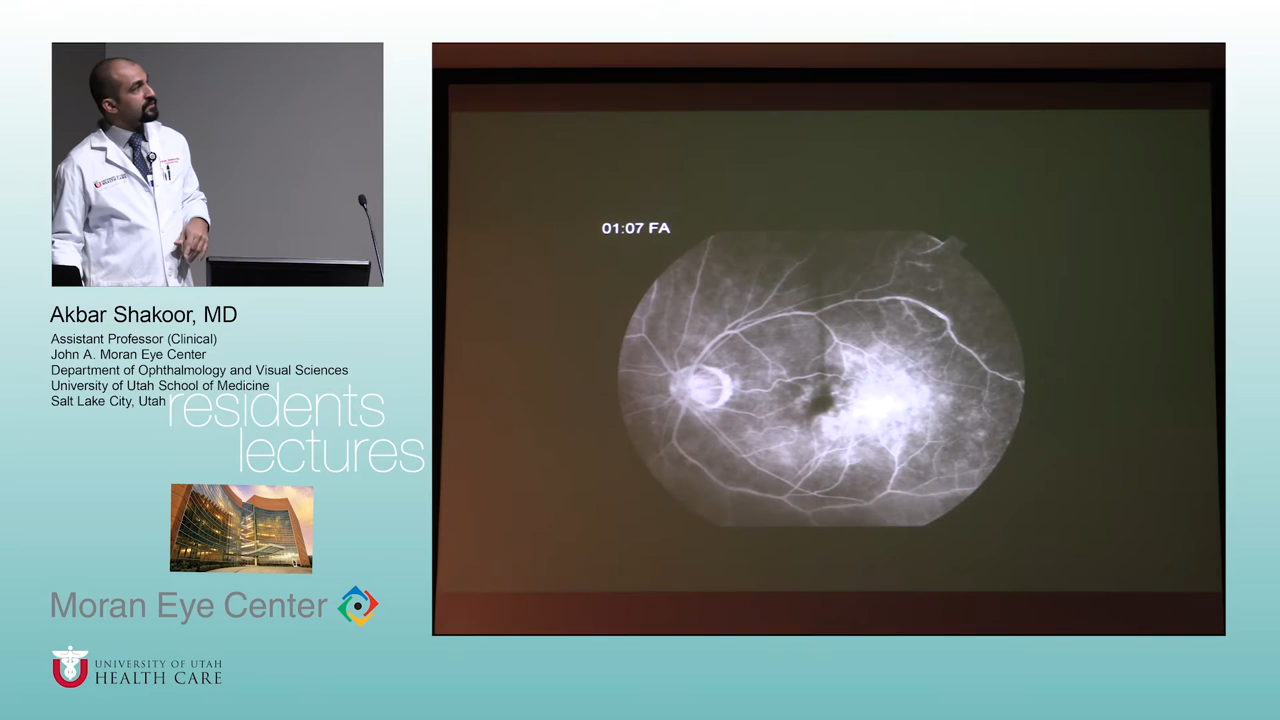 01:07 FA
HEALTH CARE
Akbar Shakoor, MD
Assistant Professor (Clinical)
John A. Moran Eye Center
Department of Ophthalmology and Visual Sciences
University of Utah School of Medicine
Salt Lake City, Utah
residents
lectures
Moran Eye Center
UNIVERSITY OF UTAH
HEALTH CARE